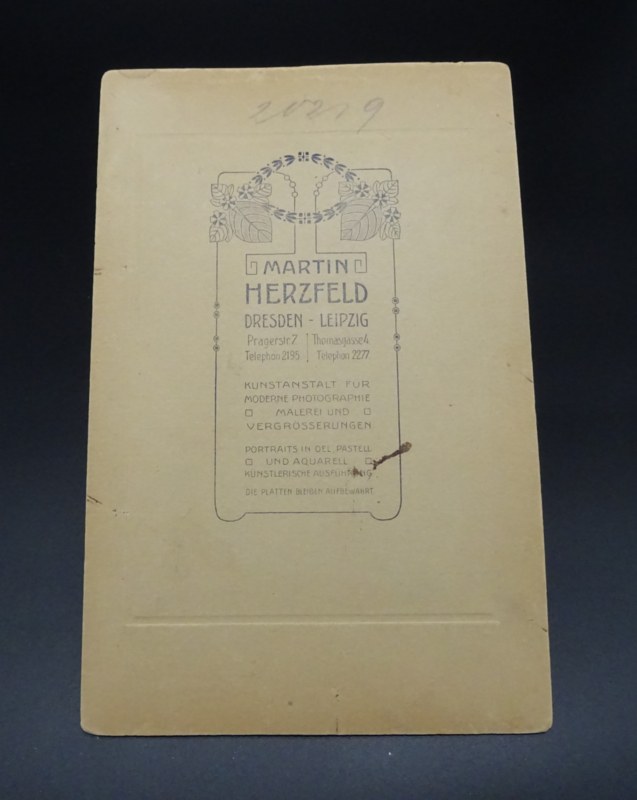 20219
MARTIN
HERZFELD
DRESDEN - LEIPZIG
Pragerstr. 7 Thomasgasse 4
Telephon 2195 Telephon 2277
KUNSTANSTALT FÜR
MODERNE PHOTOGRAPHIE
MALEREI UND
VERGRÖSSERUNGEN
PORTRAITS IN OEL, PASTELL
UND AQUARELL
KÜNSTLERISCHE AUSFÜHRUNG
DIE PLATTEN BLEIBEN AUFBEWAHRT.